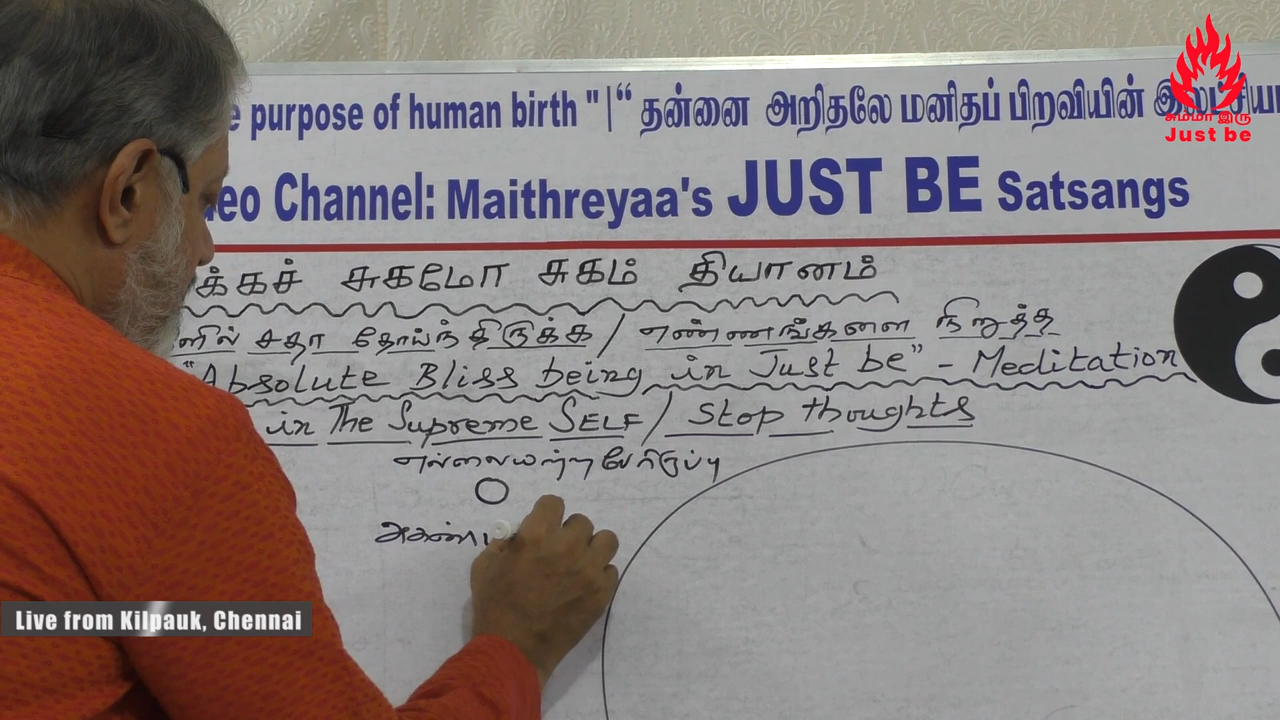 purpose of human birth "|“ தன்னை அறிதலே மனிதப் பிறவியின்
சும்மா இரு
Just be
Channel: Maithreyaa's JUST BE Satsangs
சுகமோ சுகம் தியானம்
சதா தோய்ந்திருக்க / எண்ணங்களை நிறுத்த
"Absolute Bliss being in Just be" - Meditation
in The Supreme SELF / Stop thoughts
எல்லையற்ற பேரிருப்பு
Live from Kilpauk, Chennai